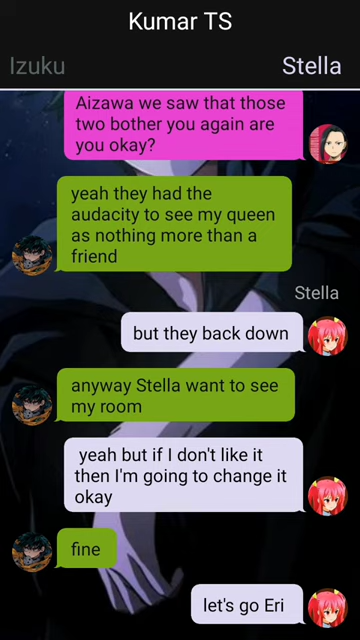 Kumar TS
Izuku
Stella
Aizawa we saw that those
two bother you again are
you okay?
yeah they had the
audacity to see my queen
as nothing more than a
friend
Stella
but they back down
anyway Stella want to see
my room
yeah but if I don't like it
then I'm going to change it
okay
fine
let's go Eri